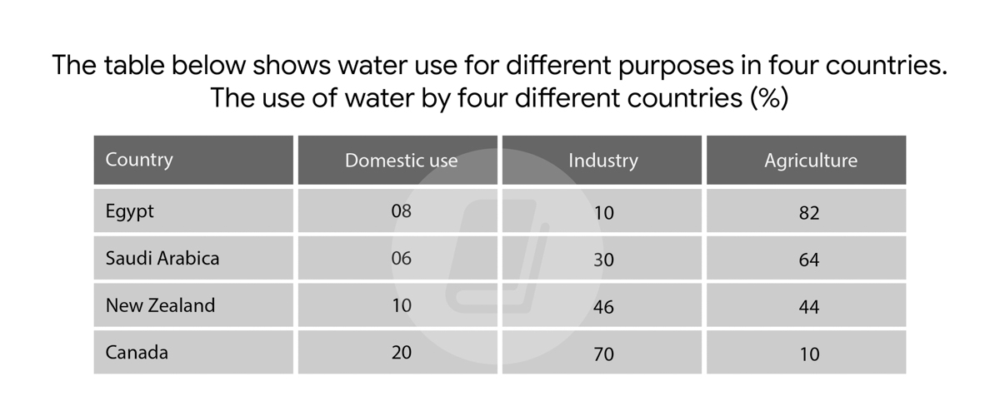 The table below shows water use for different purposes in four countries.
The use of water by four different countries (%)
Country Domestic use Industry Agriculture
Egypt 08 10 82
Saudi Arabica 06 30 64
New Zealand 10 46 44
Canada 20 70 10